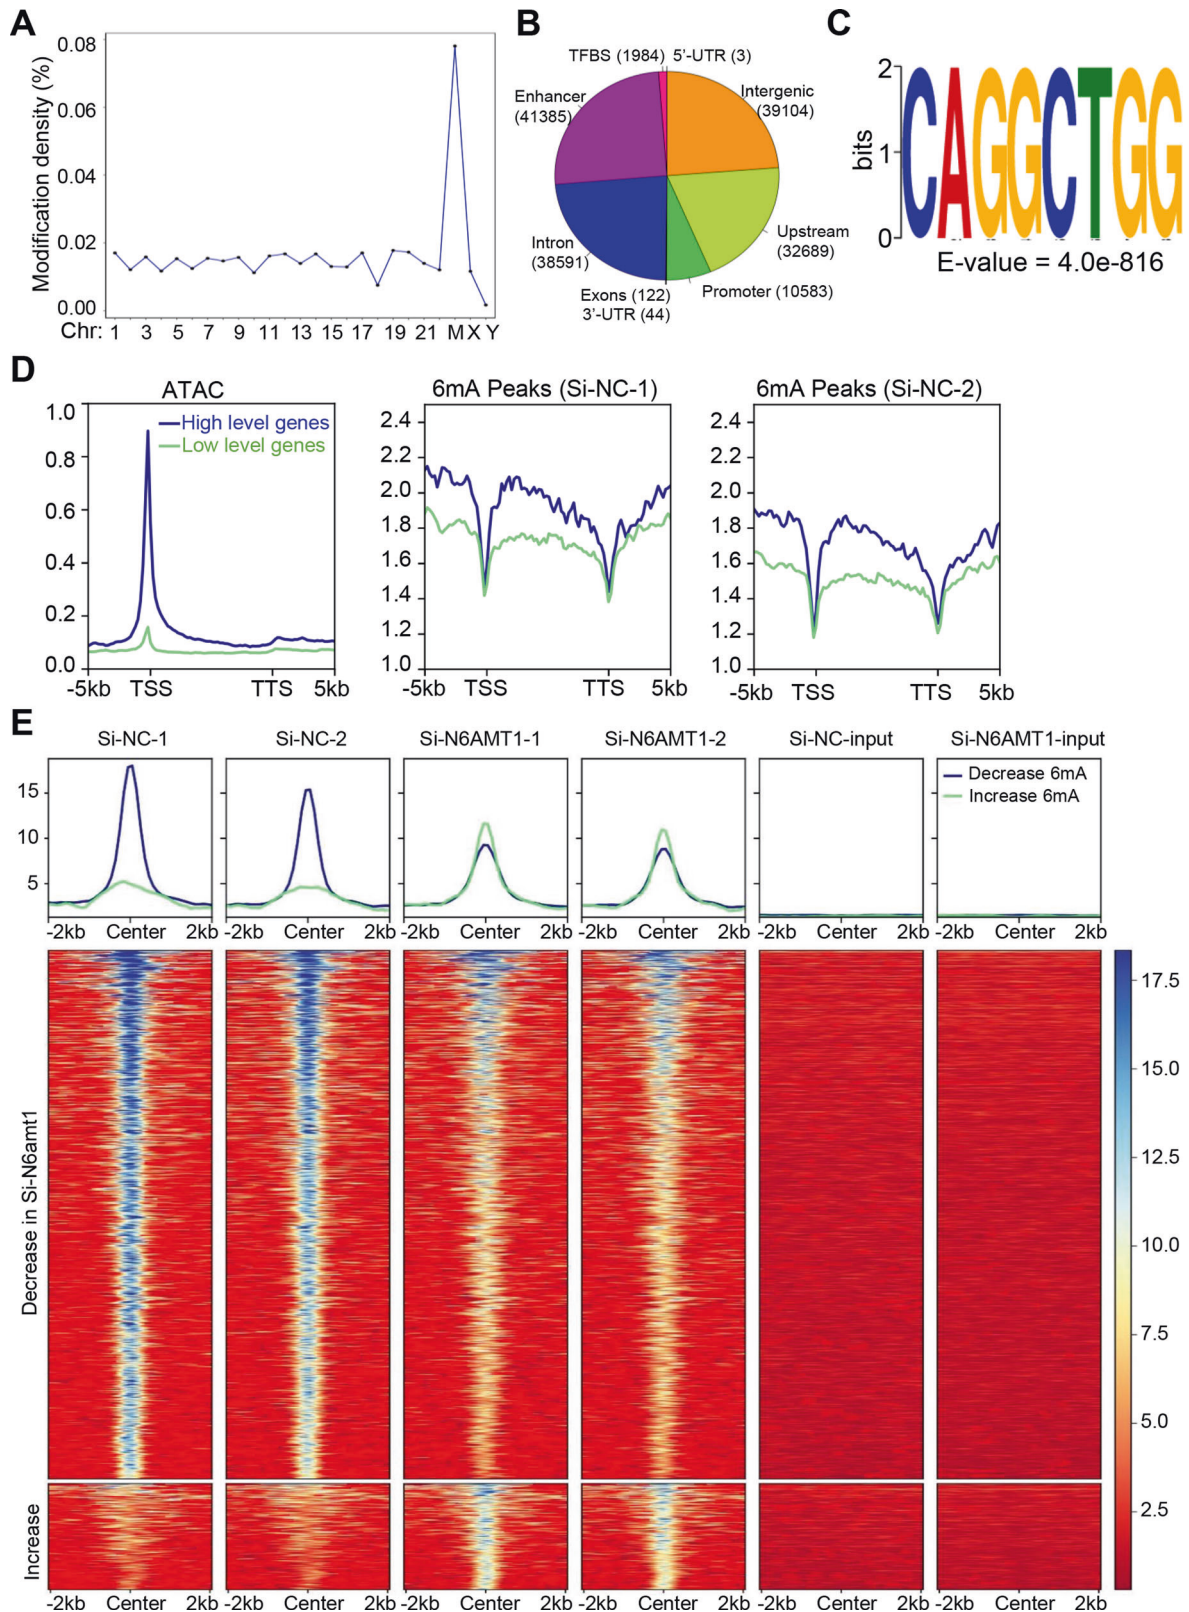 A
Modification density (%)
0.08
0.06
0.04
0.02
0.00
Chr: 1 3 5 7 9 11 13 15 17 19 21 M X Y
B
TFBS (1984) 5'-UTR (3)
Enhancer
(41385)
Intergenic
(39104)
Upstream
(32689)
Intron
(38591)
Promoter (10583)
Exons (122)
3'-UTR (44)
C
bits
2
1
0
CAGGCTGG
E-value = 4.0e-816
D
ATAC
1.0
0.8
0.6
0.4
0.2
0.0
High level genes
Low level genes
-5kb TSS TTS 5kb
6mA Peaks (Si-NC-1)
2.4
2.2
2.0
1.8
1.6
1.4
1.2
1.0
-5kb TSS TTS 5kb
6mA Peaks (Si-NC-2)
2.4
2.2
2.0
1.8
1.6
1.4
1.2
1.0
-5kb TSS TTS 5kb
E
Si-NC-1 Si-NC-2 Si-N6AMT1-1 Si-N6AMT1-2 Si-NC-input Si-N6AMT1-input
15
10
5
Decrease 6mA
Increase 6mA
-2kb Center 2kb -2kb Center 2kb -2kb Center 2kb -2kb Center 2kb -2kb Center 2kb -2kb Center 2kb
Decrease in Si-N6amt1
Increase
17.5
15.0
12.5
10.0
7.5
5.0
2.5
-2kb Center 2kb -2kb Center 2kb -2kb Center 2kb -2kb Center 2kb -2kb Center 2kb -2kb Center 2kb